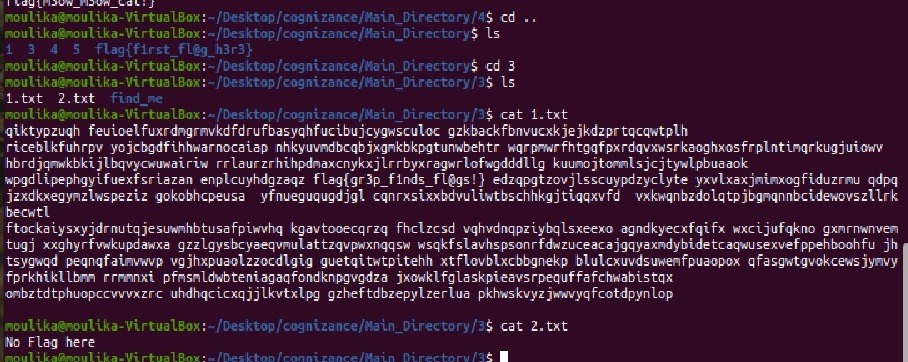 flag{M3ow_M3ow_Cat!}
moulika@moulika-VirtualBox:~/Desktop/cognizance/Main_Directory/4$ cd ..
moulika@moulika-VirtualBox:~/Desktop/cognizance/Main_Directory$ ls
1 3 4 5 flag{f1rst_fl@g_h3r3}
moulika@moulika-VirtualBox:~/Desktop/cognizance/Main_Directory$ cd 3
moulika@moulika-VirtualBox:~/Desktop/cognizance/Main_Directory/3$ ls
1.txt 2.txt find_me
moulika@moulika-VirtualBox:~/Desktop/cognizance/Main_Directory/3$ cat 1.txt
qiktypzuqh feuioelfuxrdmgrmvkdfdrufbasyqhfucibujcygwsculoc gzkbackfbnvucxkjejkdzprtqcqwtplh
riceblkfuhrpv yojcbgdfihhwarnocaiap nhkyuvmdbcqbjxgmkbkpgtunwbehtr wqrpmwrfhtgqfpxrdqvxwsrkaoghxosfrplntimqrkugjuiowv
hbrdjqmwkbkijlbqvycwuwairiw rrlaurzrhihpdmaxcnykxjlrrbyxragwrlofwgdddllg kuumojtommlsjcjtywlpbuaaok
wpgdlipephgyifuexfsriazan enplcuyhdgzaqz flag{gr3p_f1nds_fl@gs!} edzqpgtzovjlsscuypdzyclyte yxvlxaxjmimxogfiduzrmu qdpq
jzxdkxegymzlwspeziz gokobhcpeusa yfnueguqugdjgl cqnrxsixxbdvuliwtbschhkgjtiqqxvfd vxkwqnbzdolqtpjbgmqnnbcidewovszllrk
becwtl
ftockaiysxyjdrnutqjesuwmhbtusafpiwvhq kgavtooecqrzq fhclzcsd vqhvdnqpziybqlsxeexo agndkyecxfqifx wxcijufqkno gxmrnwnvem
tugj xxghyrfvwkupdawxa gzzlgysbcyaeqvmulattzqvpwxnqqsw wsqkfslavhspsonrfdwzuceacajgqyaxmdybidetcaqwusexvefppehboohfu jh
tsygwqd peqnqfaimvwvp vgjhxpuaolzzocdlgig guetqitwtpitehh xtflovblxcbbgnekp blulcxuvdsuwemfpuaopox qfasgwtgvokcewsjymvy
fprkhikllbmm rrmmnxi pfmsmldwbteniagaqfondknpgvgdza jxowklfglaskpieavsrpequffafchwabistqx
ombztdtphuopccvvvxzrc uhdhqcicxqjjlkvtxlpg gzheftdbzepylzerlua pkhwskvyzjwwvyqfcotdpynlop
moulika@moulika-VirtualBox:~/Desktop/cognizance/Main_Directory/3$ cat 2.txt
No Flag here
moulika@moulika-VirtualBox:~/Desktop/cognizance/Main_Directory/3$